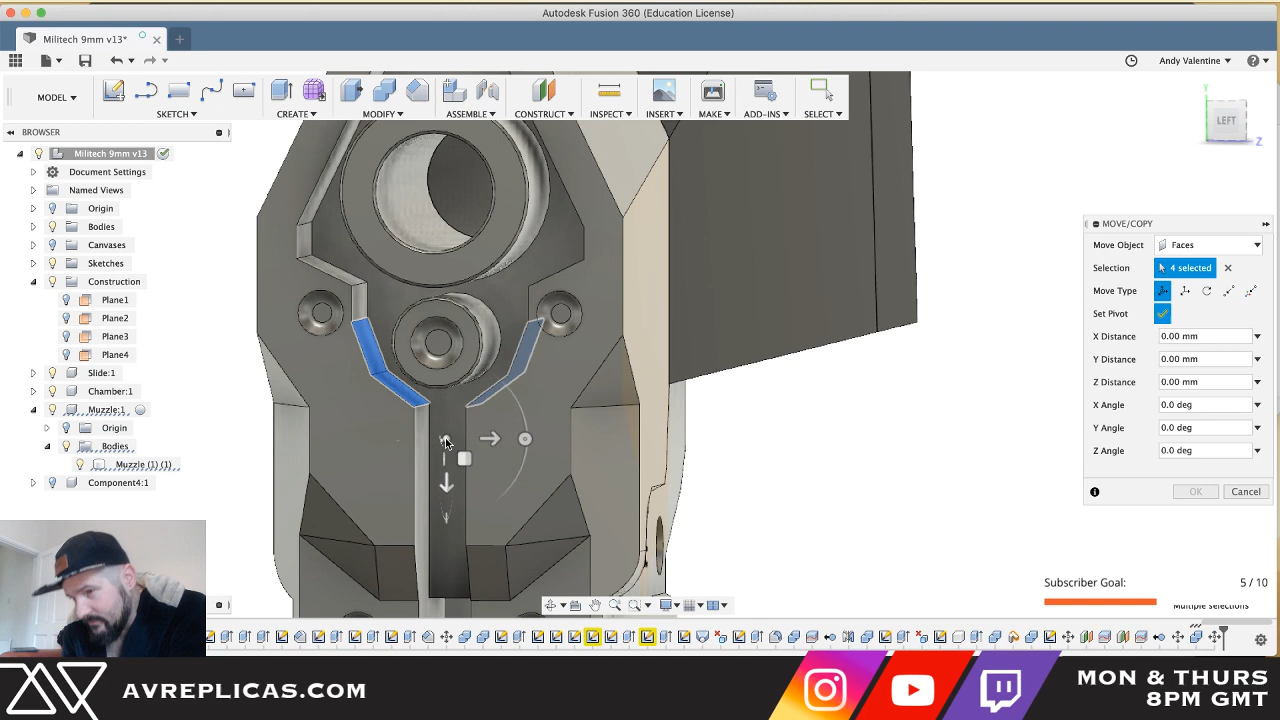 Autodesk Fusion 360 (Education License)
Militech 9mm v13*
Andy Valentine
MODEL
SKETCH
CREATE
MODIFY
ASSEMBLE
CONSTRUCT
INSPECT
INSERT
MAKE
ADD-INS
SELECT
Y
LEFT
Z
BROWSER
Militech 9mm v13
Document Settings
Named Views
Origin
Bodies
Canvases
Sketches
Construction
Plane1
Plane2
Plane3
Plane4
Slide:1
Chamber:1
Muzzle:1
Origin
Bodies
Muzzle (1) (1)
Component4:1
MOVE/COPY
Move Object Faces
Selection 4 selected
Move Type
Set Pivot
X Distance 0.00 mm
Y Distance 0.00 mm
Z Distance 0.00 mm
X Angle 0.0 deg
Y Angle 0.0 deg
Z Angle 0.0 deg
OK Cancel
Subscriber Goal: 5 / 10
Multiple selections
AVREPLICAS.COM
MON & THURS
8PM GMT